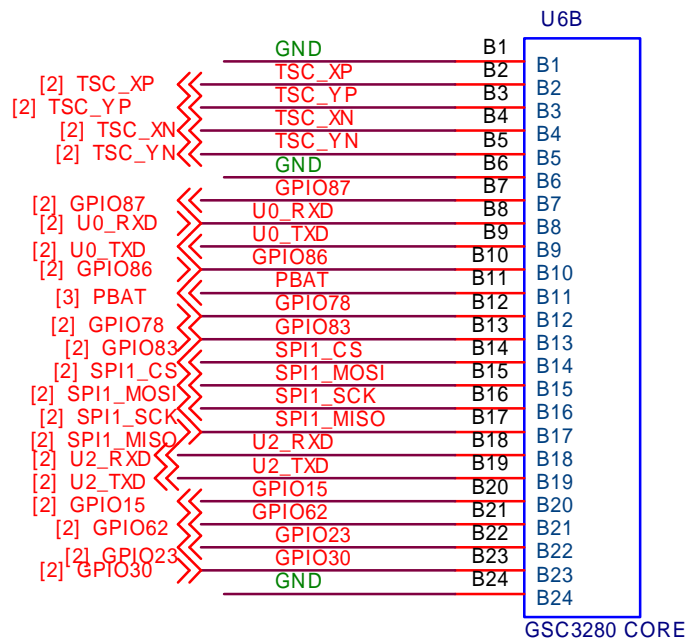 U6B
GND B1 B1
[2] TSC_XP TSC_XP B2 B2
[2] TSC_YP TSC_YP B3 B3
[2] TSC_XN TSC_XN B4 B4
[2] TSC_YN TSC_YN B5 B5
GND B6 B6
[2] GPIO87 GPIO87 B7 B7
[2] U0_RXD U0_RXD B8 B8
[2] U0_TXD U0_TXD B9 B9
[2] GPIO86 GPIO86 B10 B10
[3] PBAT PBAT B11 B11
[2] GPIO78 GPIO78 B12 B12
[2] GPIO83 GPIO83 B13 B13
[2] SPI1_CS SPI1_CS B14 B14
[2] SPI1_MOSI SPI1_MOSI B15 B15
[2] SPI1_SCK SPI1_SCK B16 B16
[2] SPI1_MISO SPI1_MISO B17 B17
[2] U2_RXD U2_RXD B18 B18
[2] U2_TXD U2_TXD B19 B19
[2] GPIO15 GPIO15 B20 B20
[2] GPIO62 GPIO62 B21 B21
[2] GPIO23 GPIO23 B22 B22
[2] GPIO30 GPIO30 B23 B23
GND B24 B24
GSC3280 CORE